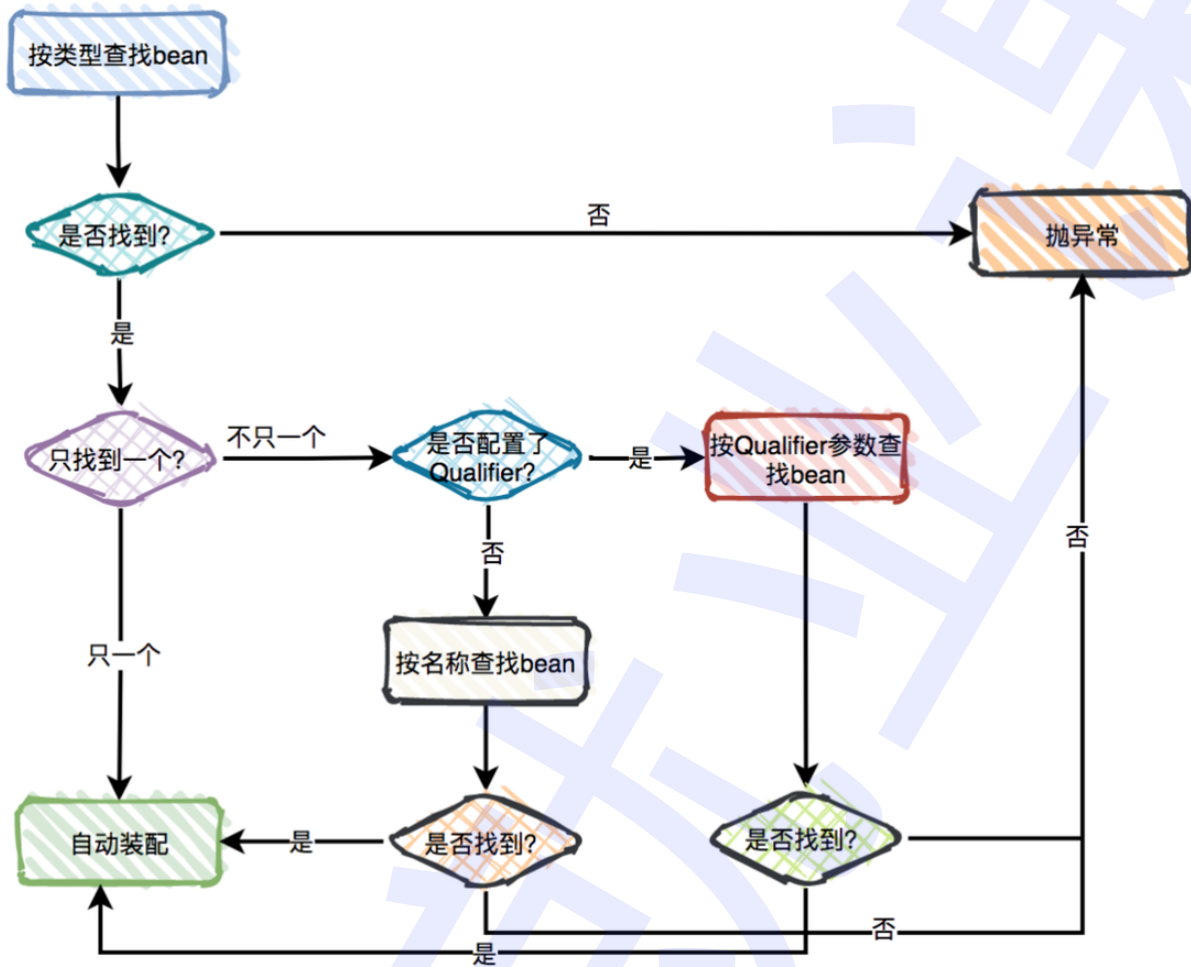 按类型查找bean
否
是否找到?
抛异常
是
不只一个
是否配置了
Qualifier?
是
按Qualifier参数查
找bean
只找到一个?
否
否
只一个
按名称查找bean
自动装配
是
是否找到?
是否找到?
否
是